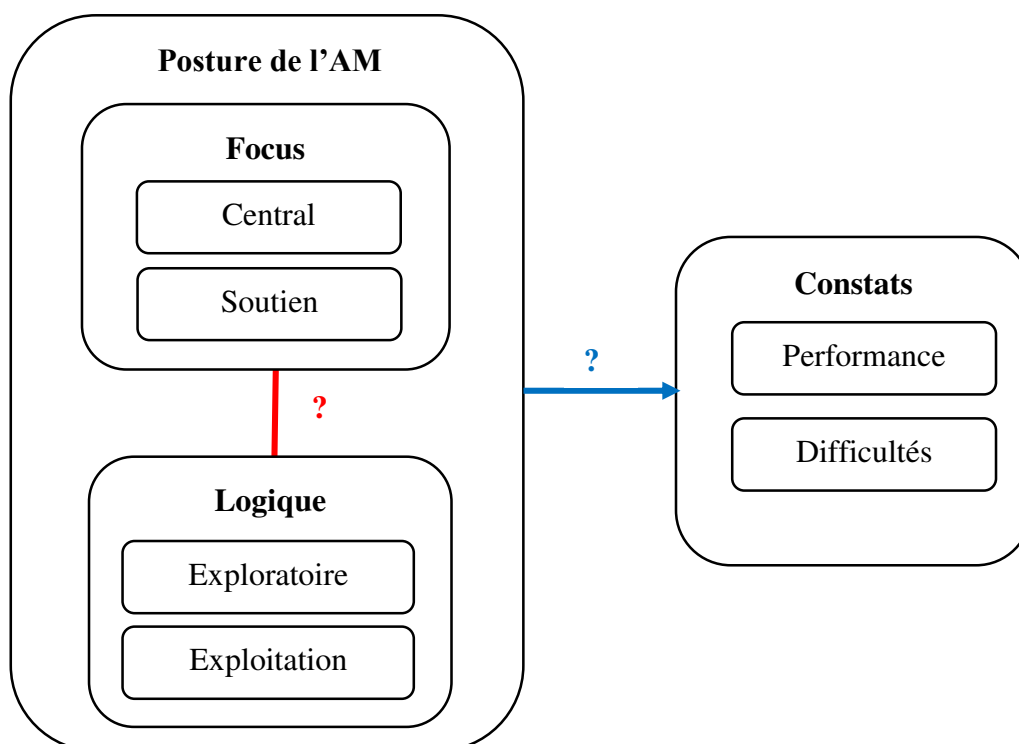 Posture de l’AM
Focus
Central
Soutien
?
Logique
Exploratoire
Exploitation
?
Constats
Performance
Difficultés